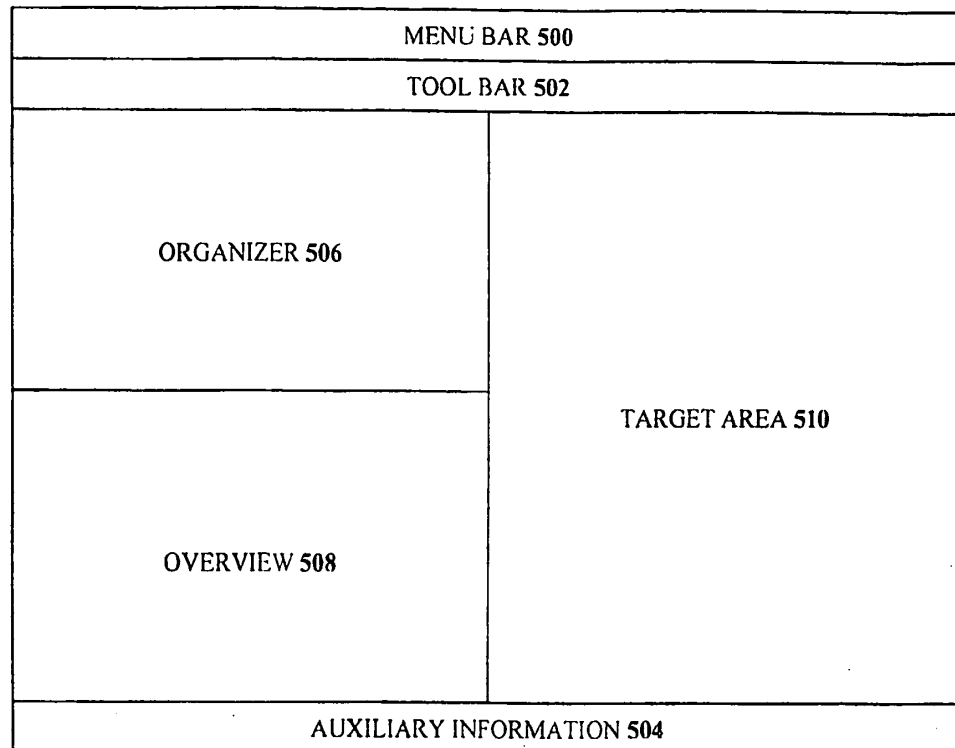 MENU BAR 500
TOOL BAR 502
ORGANIZER 506
TARGET AREA 510
OVERVIEW 508
AUXILIARY INFORMATION 504